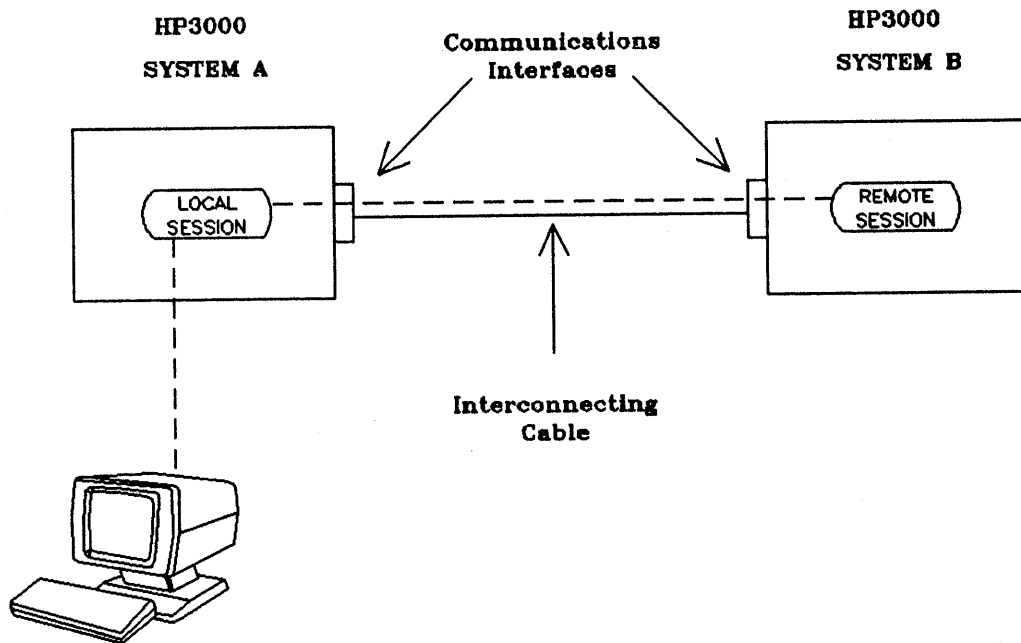 HP3000
SYSTEM A
Communications
Interfaces
HP3000
SYSTEM B
LOCAL
SESSION
REMOTE
SESSION
Interconnecting
Cable